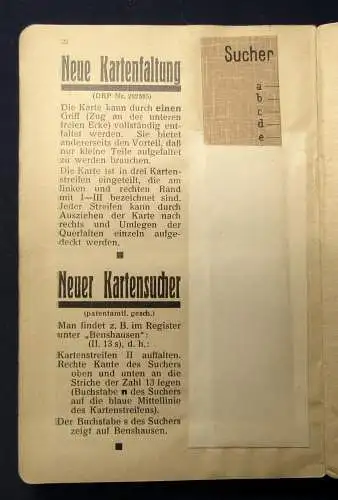 22
Neue Kartenfaltung
(DRP Nr. 262365)
Die Karte kann durch einen
Griff (Zug an der unteren
freien Ecke) vollständig ent-
faltet werden. Sie bietet
andererseits den Vorteil, daß
nur kleine Teile aufgefaltet
zu werden brauchen.
Die Karte ist in drei Karten-
streifen eingeteilt, die am
linken und rechten Rand
mit I—III bezeichnet sind.
Jeder Streifen kann durch
Ausziehen der Karte nach
rechts und Umlegen der
Querfalten einzeln aufge-
deckt werden.
Neuer Kartensucher
(patentamtl. gesch.)
Man findet z. B. im Register
unter „Benshausen":
(II. 13 s), d. h.:
Kartenstreifen II auffalten.
Rechte Kante des Suchers
oben und unten an die
Striche der Zahl 13 legen
(Buchstabe n des Suchers
auf die blaue Mittellinie
des Kartenstreifens).
Der Buchstabe s des Suchers
zeigt auf Benshausen.
Sucher
a
b
c
d
e